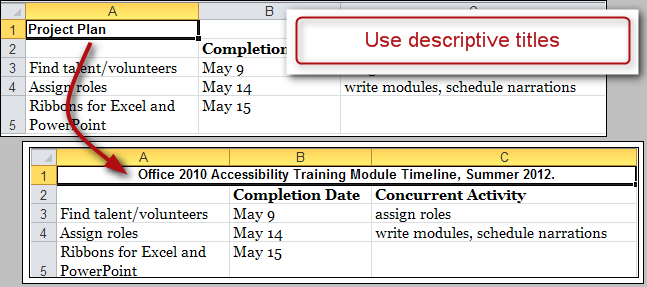 A B
1 Project Plan
Use descriptive titles
2 Completion
3 Find talent/volunteers May 9
4 Assign roles May 14 write modules, schedule narrations
Ribbons for Excel and May 15
5 PowerPoint
A B C
1 Office 2010 Accessibility Training Module Timeline, Summer 2012.
2 Completion Date Concurrent Activity
3 Find talent/volunteers May 9 assign roles
4 Assign roles May 14 write modules, schedule narrations
Ribbons for Excel and May 15
5 PowerPoint